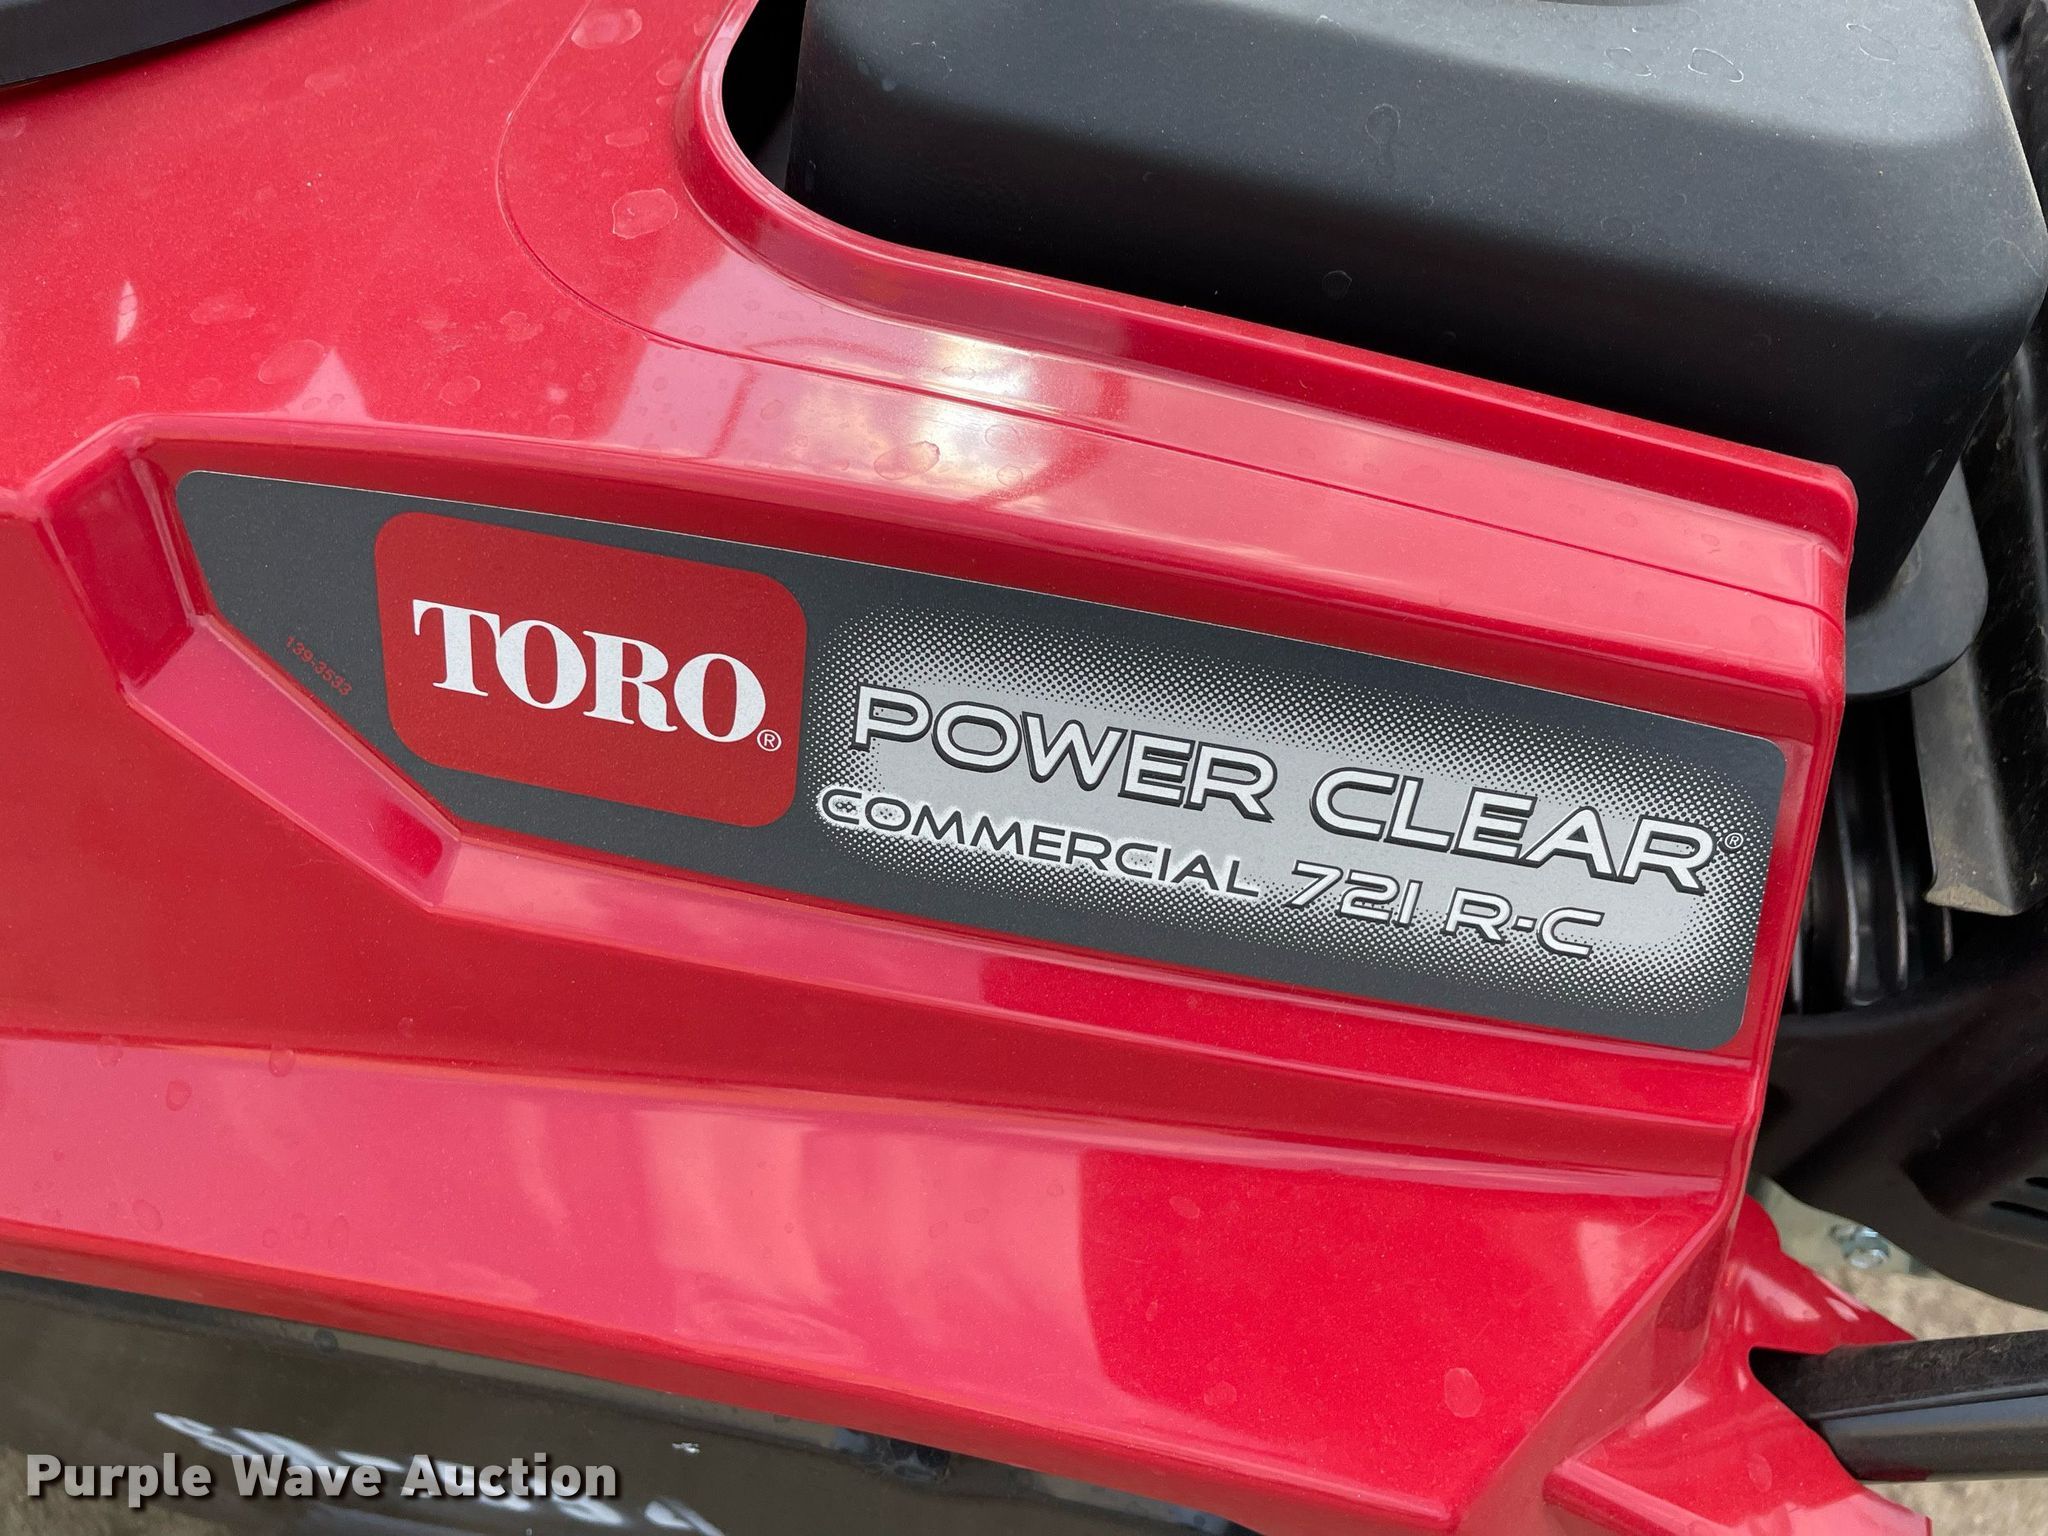 139-3533
TORO®
POWER CLEAR®
COMMERCIAL 721 R-C
Purple Wave Auction